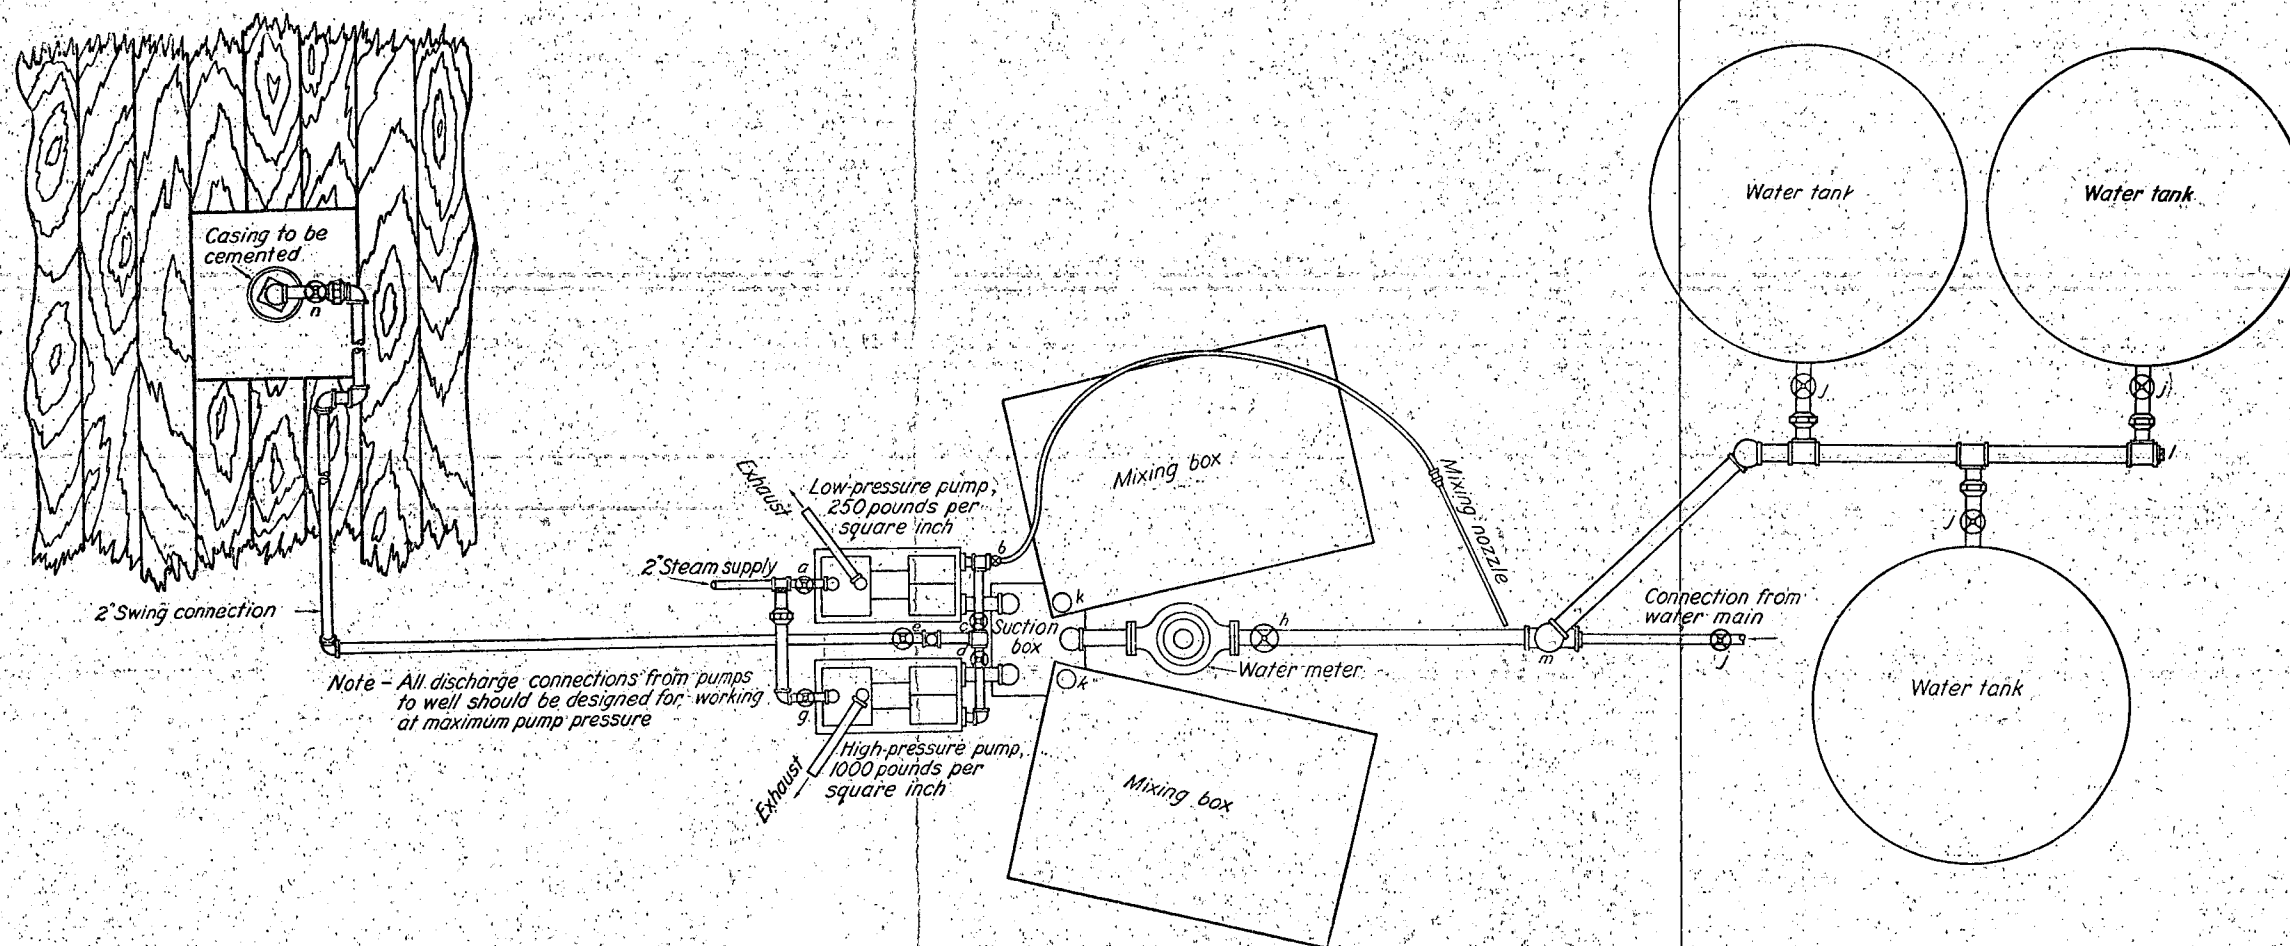 Water tank
Water tank
Casing to be
cemented
n
j
j
l
Exhaust
Low-pressure pump,
250 pounds per
square inch
Mixing box
Mixing nozzle
j
b
2" Steam supply
a
k
Connection from
water main
2" Swing connection
e
c
Suction
box
h
d
m
j
Water meter
k
Water tank
Note - All discharge connections from pumps
to well should be designed for working
at maximum pump pressure
g
High-pressure pump,
1000 pounds per
square inch
Exhaust
Mixing box